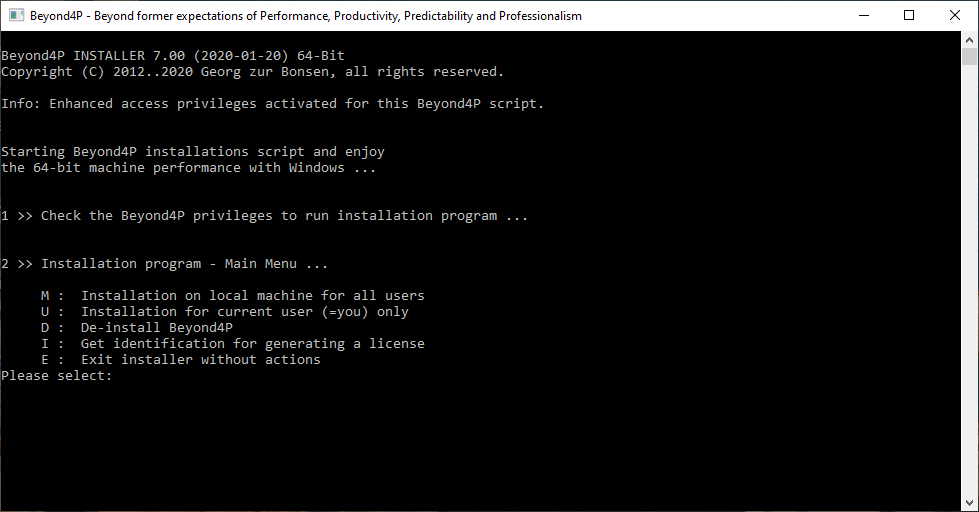 Beyond4P - Beyond former expectations of Performance, Productivity, Predictability and Professionalism
Beyond4P INSTALLER 7.00 (2020-01-20) 64-Bit
Copyright (C) 2012..2020 Georg zur Bonsen, all rights reserved.
Info: Enhanced access privileges activated for this Beyond4P script.
Starting Beyond4P installations script and enjoy
the 64-bit machine performance with Windows ...
1 >> Check the Beyond4P privileges to run installation program ...
2 >> Installation program - Main Menu ...
M :  Installation on local machine for all users
U :  Installation for current user (=you) only
D :  De-install Beyond4P
I :  Get identification for generating a license
E :  Exit installer without actions
Please select: